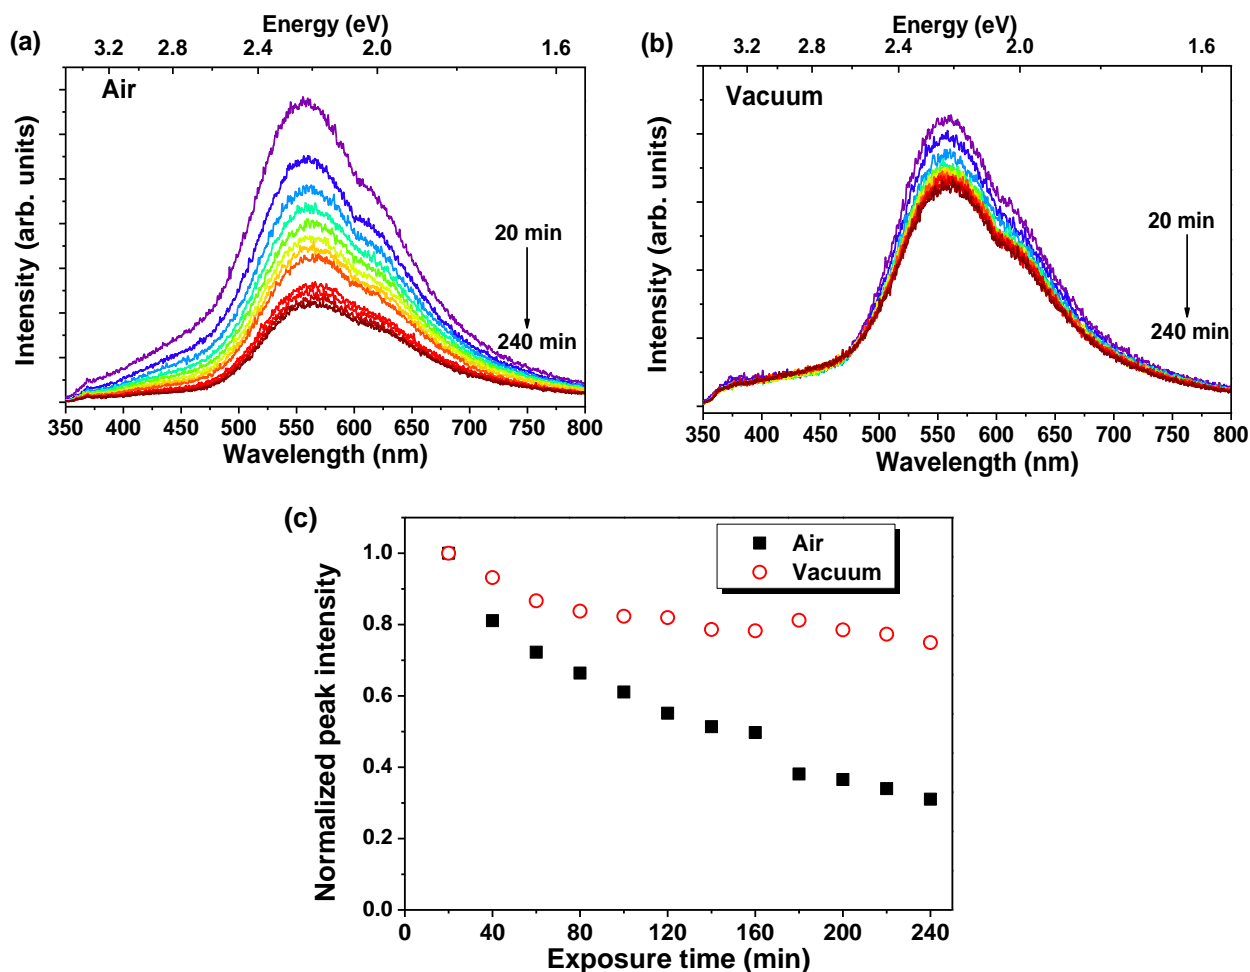 (a)
Energy (eV)
3.2 2.8 2.4 2.0 1.6
Air
20 min
240 min
Intensity (arb. units)
350 400 450 500 550 600 650 700 750 800
Wavelength (nm)
(b)
Energy (eV)
3.2 2.8 2.4 2.0 1.6
Vacuum
20 min
240 min
Intensity (arb. units)
350 400 450 500 550 600 650 700 750 800
Wavelength (nm)
(c)
Air
Vacuum
Normalized peak intensity
1.0
0.8
0.6
0.4
0.2
0.0
0 40 80 120 160 200 240
Exposure time (min)